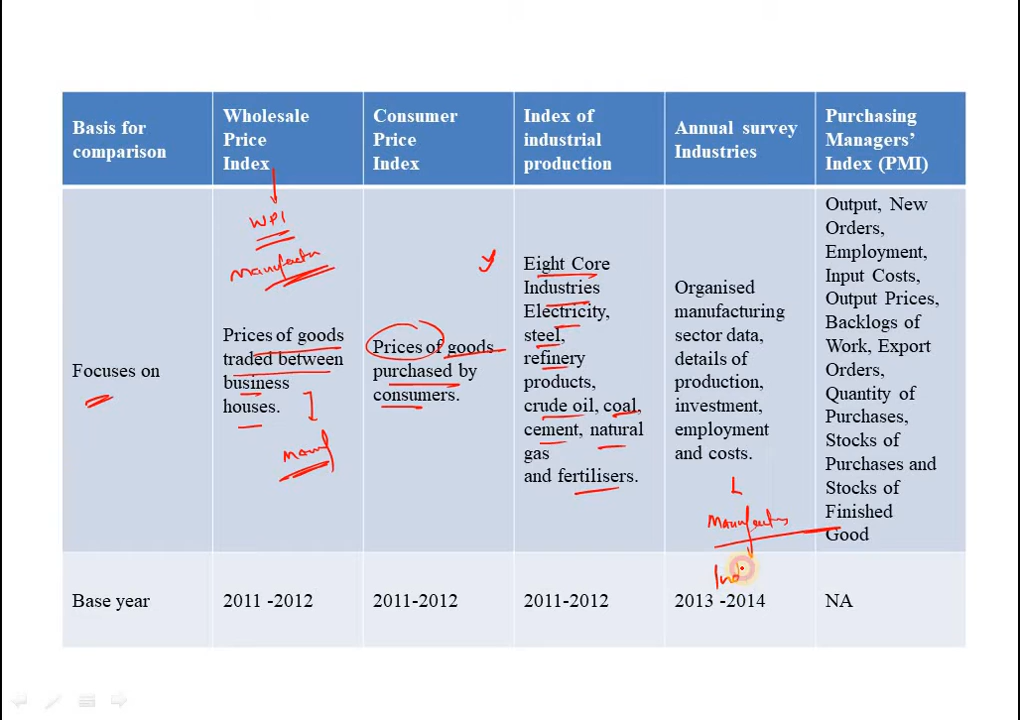 Basis for
comparison
Wholesale
Price
Index
Consumer
Price
Index
Index of
industrial
production
Annual survey
Industries
Purchasing
Managers’
Index (PMI)
Focuses on
WPI
Prices of goods
traded between
business
houses.
Prices of goods
purchased by
consumers.
Eight Core
Industries
Electricity,
steel,
refinery
products,
crude oil, coal,
cement, natural
gas
and fertilisers.
Organised
manufacturing
sector data,
details of
production,
investment,
employment
and costs.
Output, New
Orders,
Employment,
Input Costs,
Output Prices,
Backlogs of
Work, Export
Orders,
Quantity of
Purchases,
Stocks of
Purchases and
Stocks of
Finished
Good
Ind
Base year
2011 -2012
2011-2012
2011-2012
2013 -2014
NA